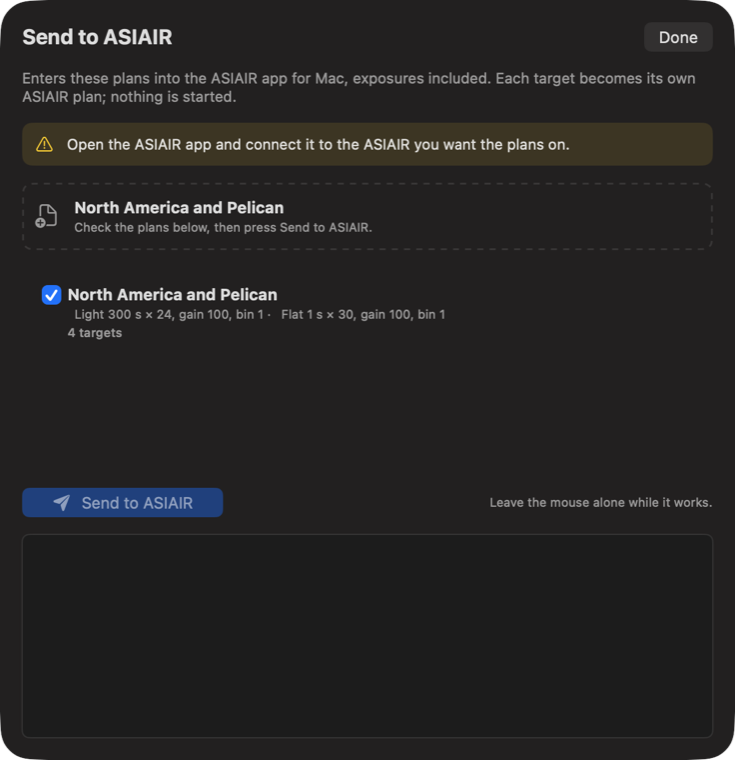 Send to ASIAIR
Done
Enters these plans into the ASIAIR app for Mac, exposures included. Each target becomes its own
ASIAIR plan; nothing is started.
Open the ASIAIR app and connect it to the ASIAIR you want the plans on.
North America and Pelican
Check the plans below, then press Send to ASIAIR.
North America and Pelican
Light 300 s × 24, gain 100, bin 1 · Flat 1 s × 30, gain 100, bin 1
4 targets
Send to ASIAIR
Leave the mouse alone while it works.